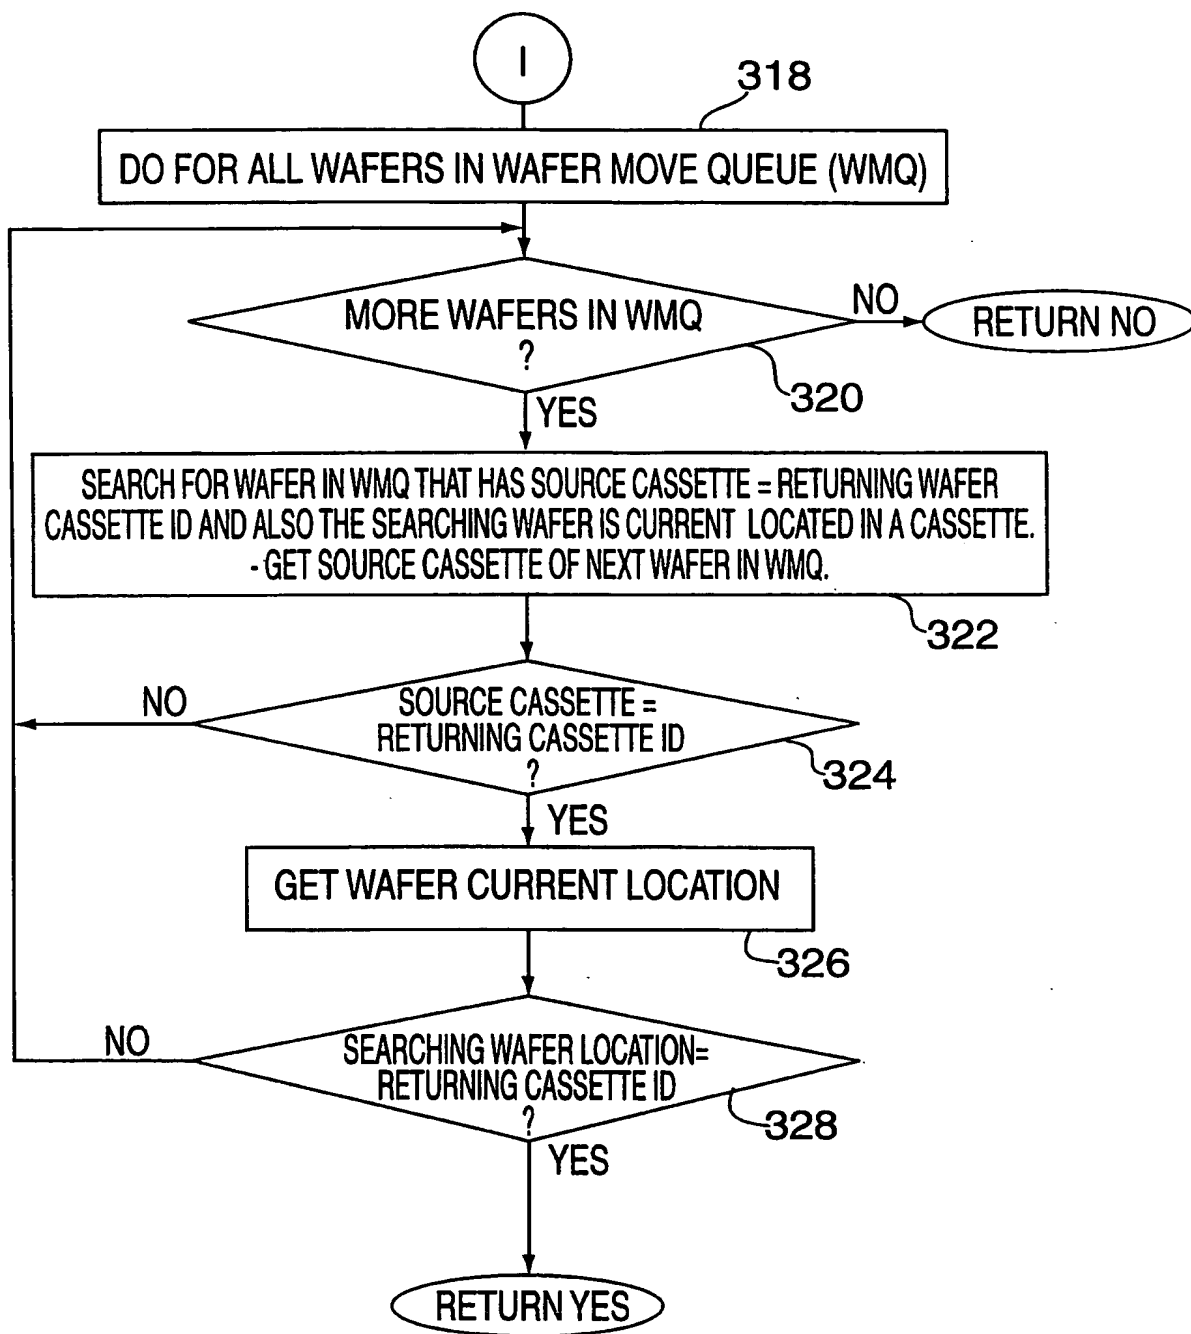 I
318
DO FOR ALL WAFERS IN WAFER MOVE QUEUE (WMQ)
MORE WAFERS IN WMQ
?
NO
RETURN NO
320
YES
SEARCH FOR WAFER IN WMQ THAT HAS SOURCE CASSETTE = RETURNING WAFER
CASSETTE ID AND ALSO THE SEARCHING WAFER IS CURRENT LOCATED IN A CASSETTE.
- GET SOURCE CASSETTE OF NEXT WAFER IN WMQ.
322
NO
SOURCE CASSETTE =
RETURNING CASSETTE ID
?
324
YES
GET WAFER CURRENT LOCATION
326
NO
SEARCHING WAFER LOCATION=
RETURNING CASSETTE ID
?
328
YES
RETURN YES